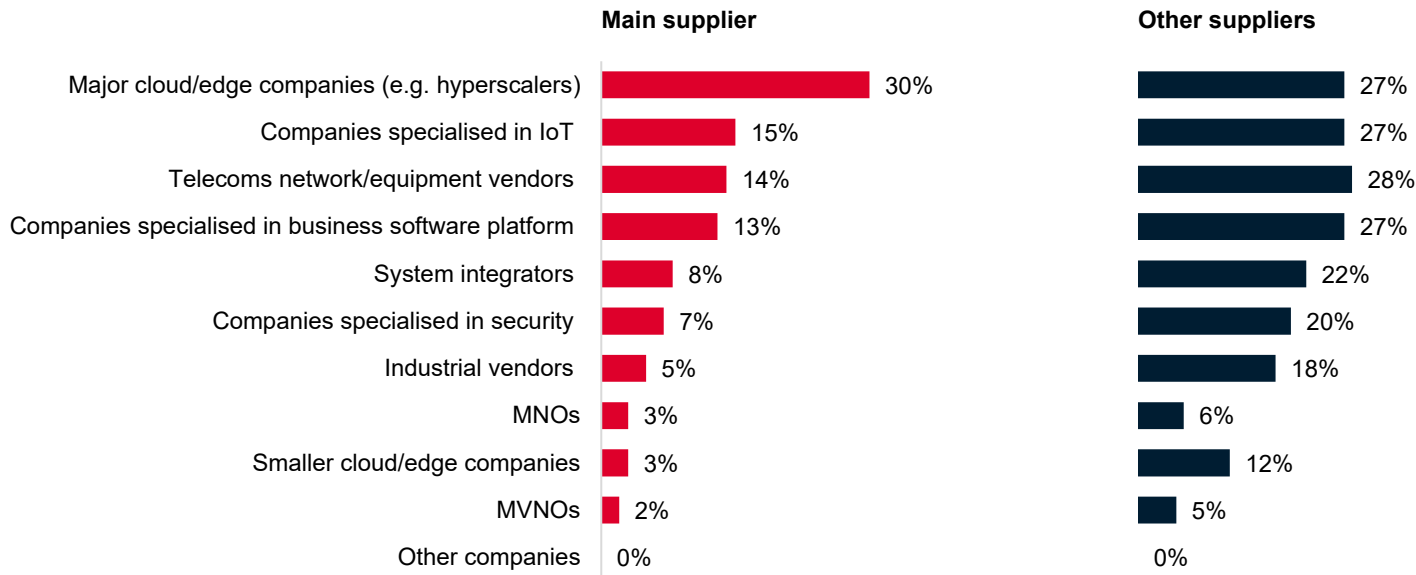 Main supplier Other suppliers
Major cloud/edge companies (e.g. hyperscalers) 30% 27%
Companies specialised in IoT 15% 27%
Telecoms network/equipment vendors 14% 28%
Companies specialised in business software platform 13% 27%
System integrators 8% 22%
Companies specialised in security 7% 20%
Industrial vendors 5% 18%
MNOs 3% 6%
Smaller cloud/edge companies 3% 12%
MVNOs 2% 5%
Other companies 0% 0%